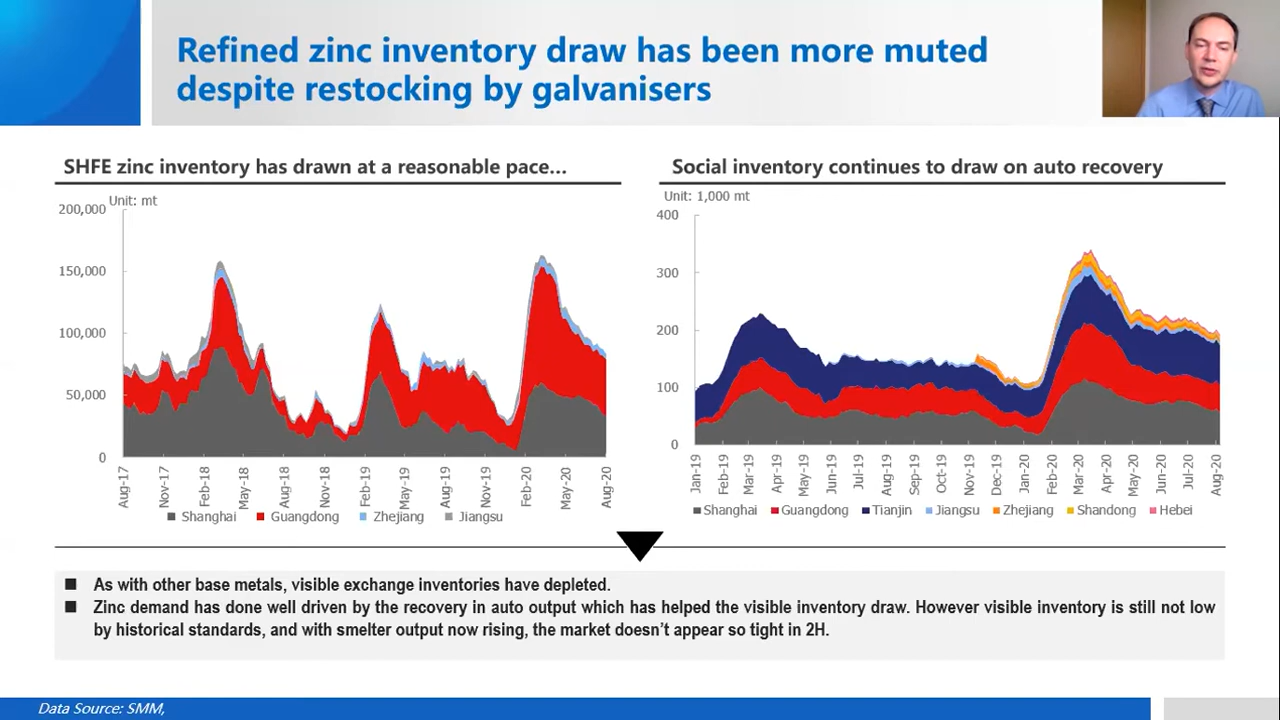 Refined zinc inventory draw has been more muted
despite restocking by galvanisers
SHFE zinc inventory has drawn at a reasonable pace...
Unit: mt
200,000
150,000
100,000
50,000
0
Aug-17
Nov-17
Feb-18
May-18
Aug-18
Nov-18
Feb-19
May-19
Aug-19
Nov-19
Feb-20
May-20
Aug-20
Shanghai
Guangdong
Zhejiang
Jiangsu
Social inventory continues to draw on auto recovery
Unit: 1,000 mt
400
300
200
100
0
Jan-19
Feb-19
Mar-19
Apr-19
May-19
Jun-19
Jul-19
Aug-19
Sep-19
Oct-19
Nov-19
Dec-19
Jan-20
Feb-20
Mar-20
Apr-20
May-20
Jun-20
Jul-20
Aug-20
Shanghai
Guangdong
Tianjin
Jiangsu
Zhejiang
Shandong
Hebei
As with other base metals, visible exchange inventories have depleted.
Zinc demand has done well driven by the recovery in auto output which has helped the visible inventory draw. However visible inventory is still not low
by historical standards, and with smelter output now rising, the market doesn't appear so tight in 2H.
Data Source: SMM,